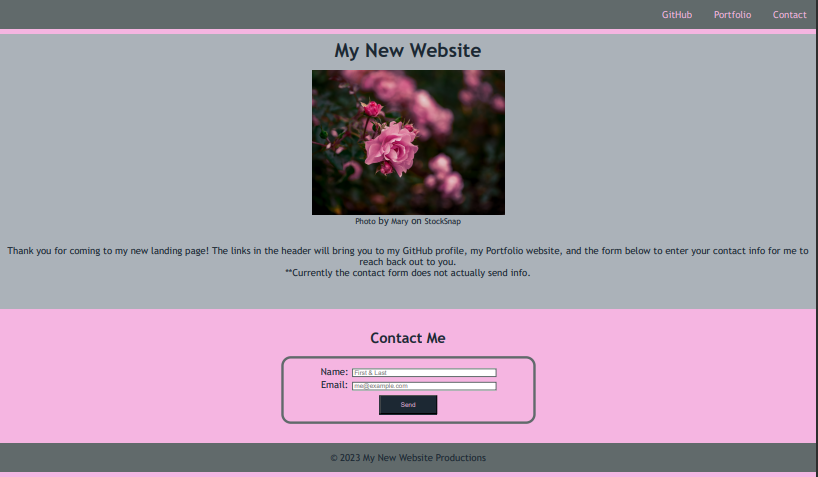 GitHub Portfolio Contact
My New Website
Photo by Mary on StockSnap
Thank you for coming to my new landing page! The links in the header will bring you to my GitHub profile, my Portfolio website, and the form below to enter your contact info for me to
reach back out to you.
**Currently the contact form does not actually send info.
Contact Me
Name: First & Last
Email: me@example.com
Send
© 2023 My New Website Productions